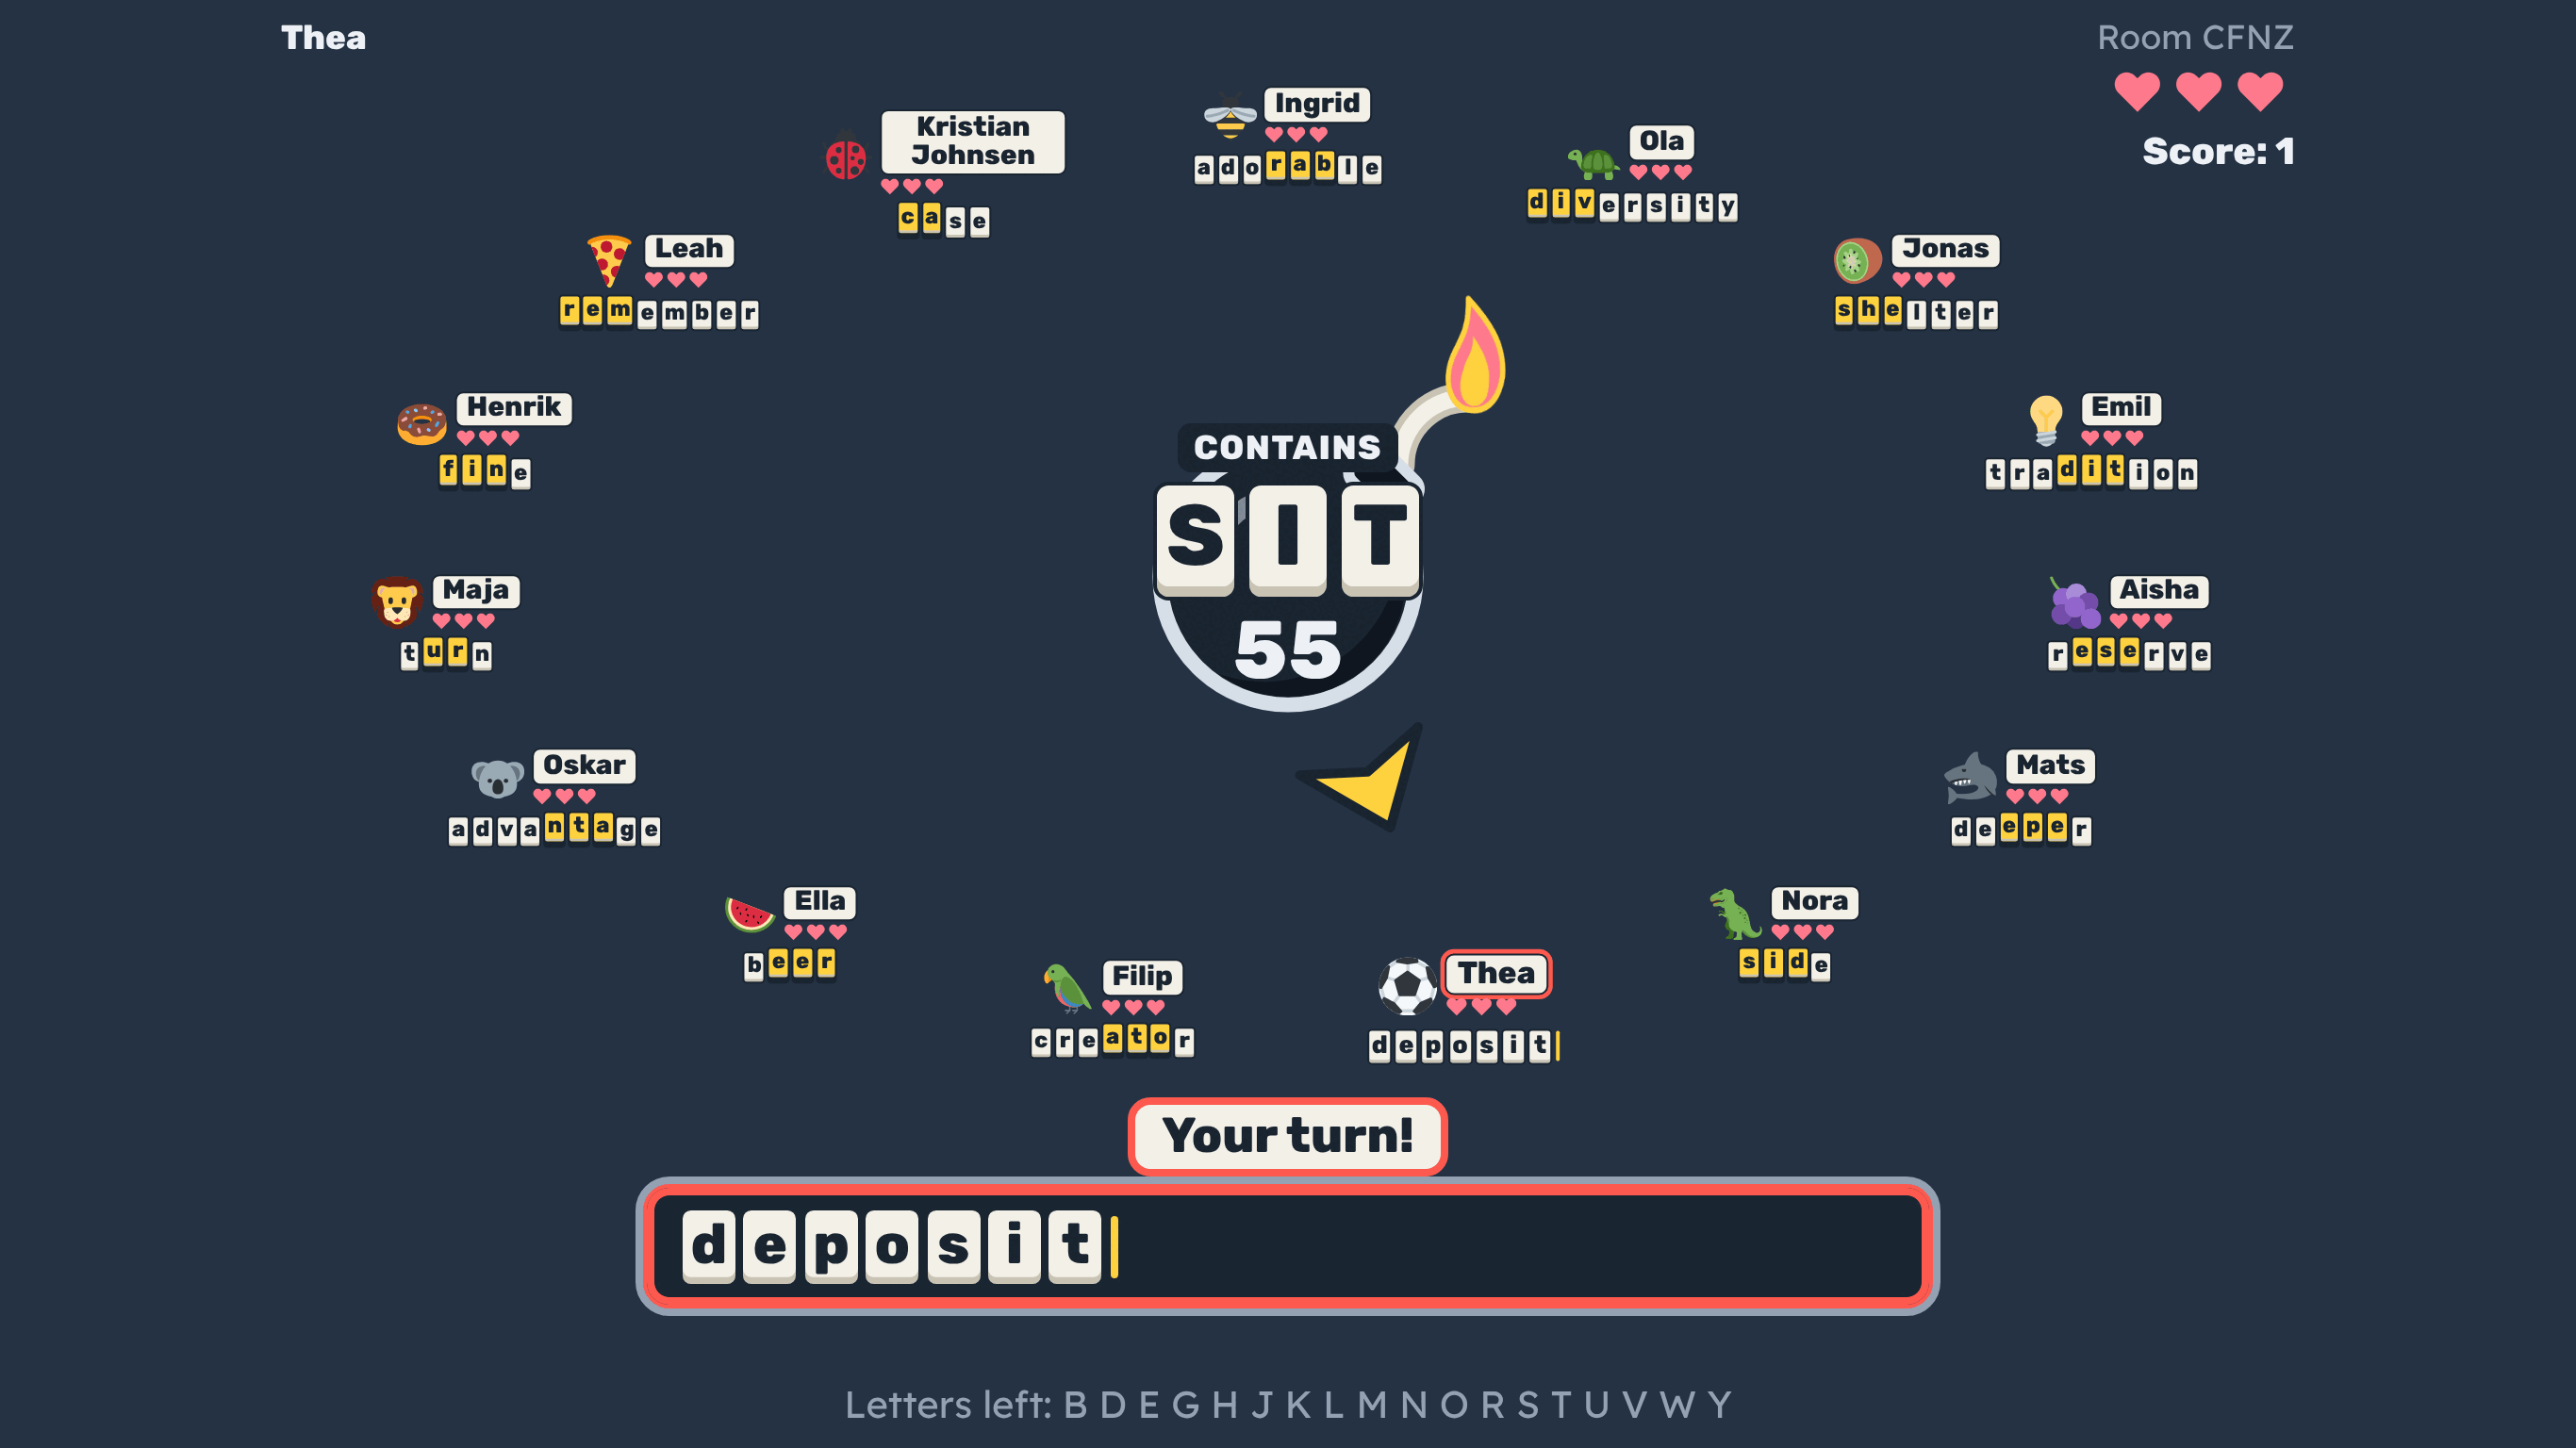 Thea
Room CFNZ
Score: 1
Ingrid
adorable
Kristian
Johnsen
case
Ola
diversity
Leah
remember
Jonas
shelter
Henrik
fine
Emil
tradition
CONTAINS
SIT
55
Maja
turn
Aisha
reserve
Oskar
advantage
Mats
deeper
Ella
beer
Nora
side
Filip
creator
Thea
deposit
Your turn!
deposit
Letters left: B D E G H J K L M N O R S T U V W Y